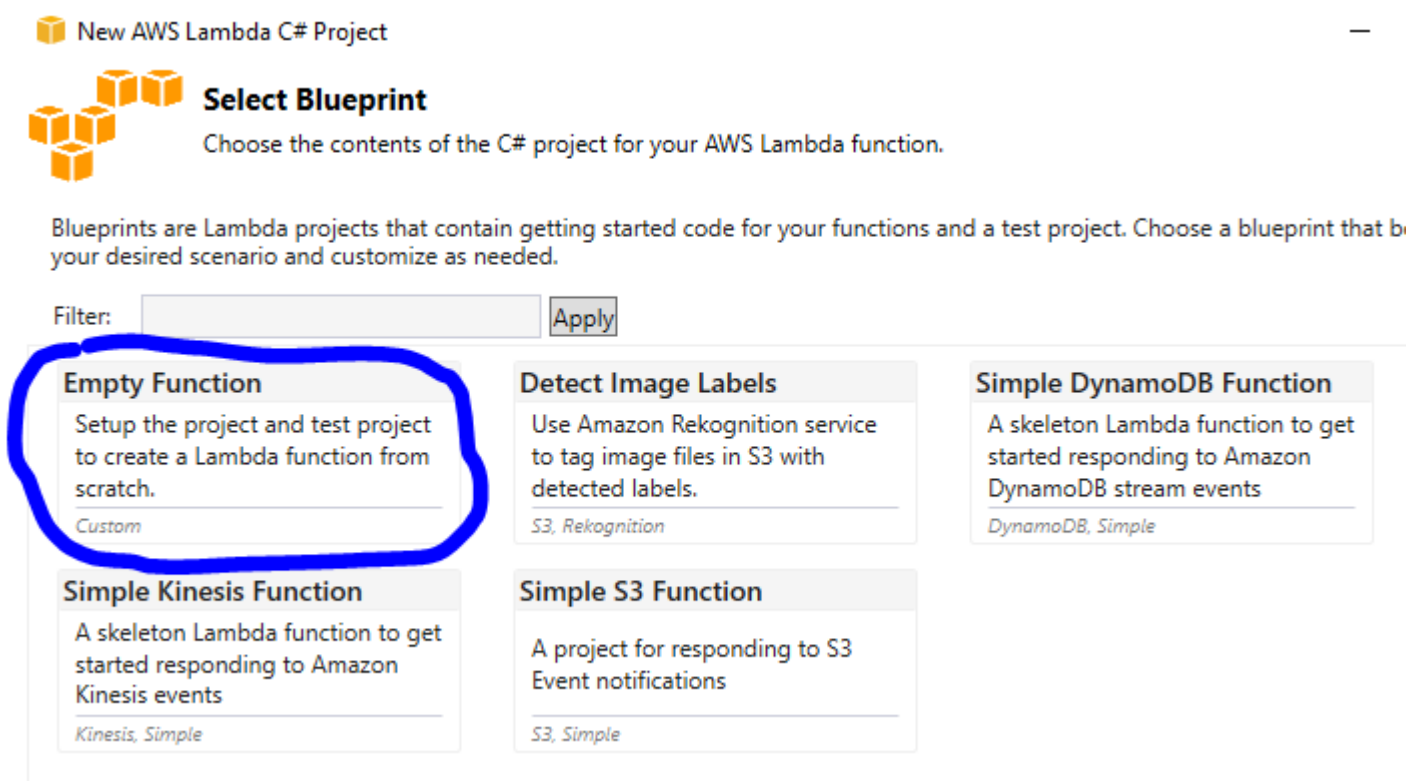 New AWS Lambda C# Project
Select Blueprint
Choose the contents of the C# project for your AWS Lambda function.
Blueprints are Lambda projects that contain getting started code for your functions and a test project. Choose a blueprint that
your desired scenario and customize as needed.
Filter:
Apply
Empty Function
Setup the project and test project
to create a Lambda function from
scratch.
Custom
Detect Image Labels
Use Amazon Rekognition service
to tag image files in S3 with
detected labels.
S3, Rekognition
Simple DynamoDB Function
A skeleton Lambda function to get
started responding to Amazon
DynamoDB stream events
DynamoDB, Simple
Simple Kinesis Function
A skeleton Lambda function to get
started responding to Amazon
Kinesis events
Kinesis, Simple
Simple S3 Function
A project for responding to S3
Event notifications
S3, Simple